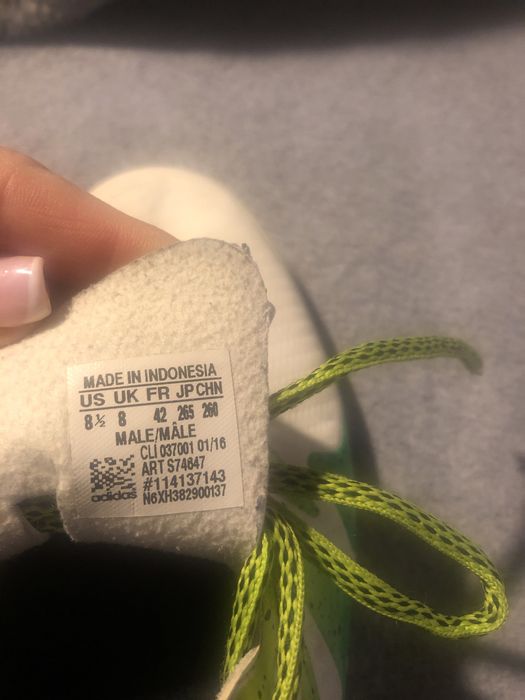 MADE IN INDONESIA
US UK FR JP CHN
8½ 8 42 265 260
MALE/MÂLE
CLI 037001 01/16
ART S74647
#114137143
adidas N6XH382900137